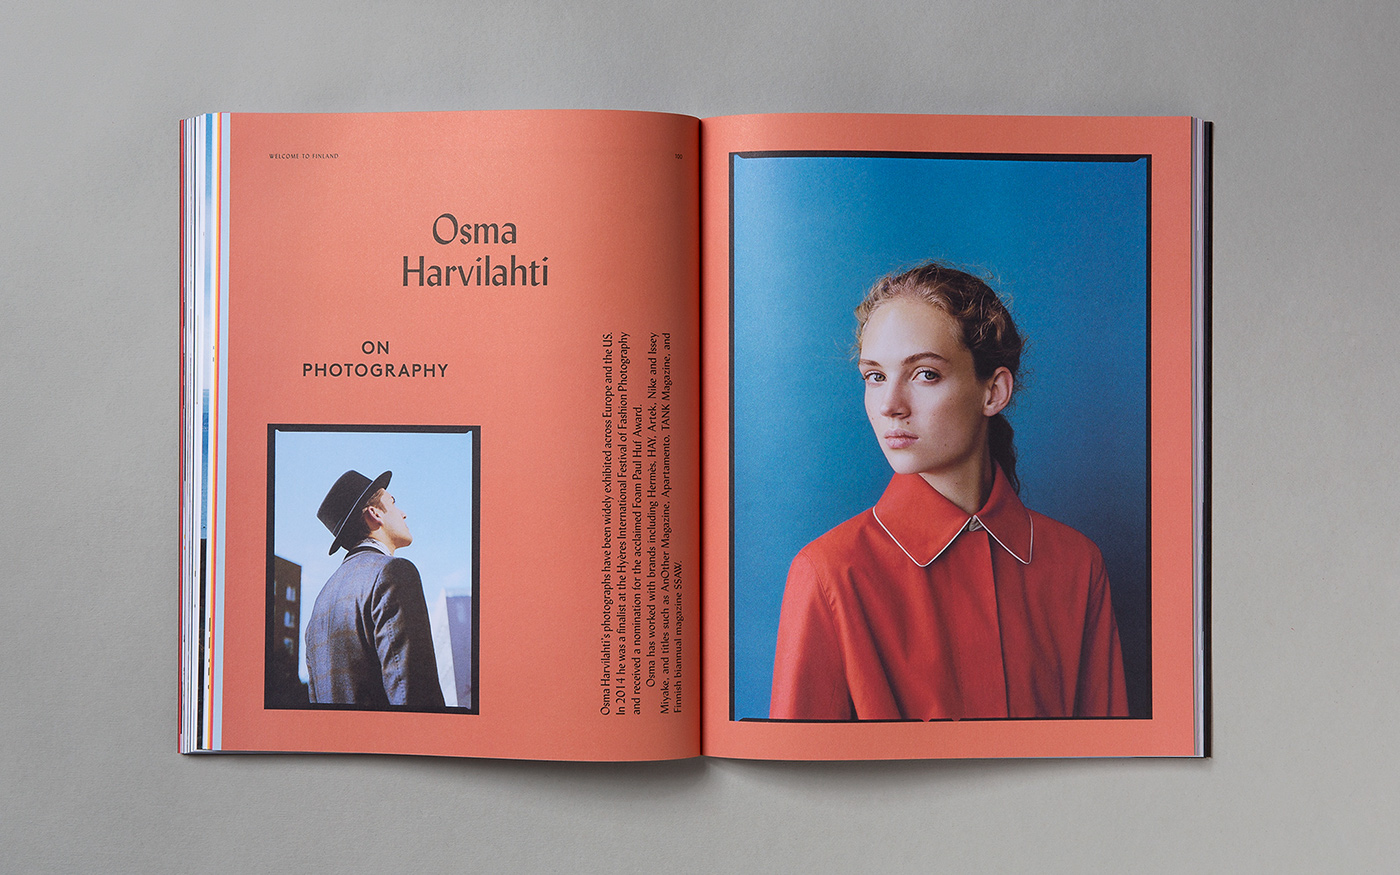 WELCOME TO FINLAND
Osma
Harvilahti
ON
PHOTOGRAPHY
Osma Harvilahti's photographs have been widely exhibited across Europe and the US.
In 2014 he was a finalist at the Hyères International Festival of Fashion Photography
and received a nomination for the acclaimed Foam Paul Huf Award.
Osma has worked with brands including Hermès, HAY, Artek, Nike and Issey
Miyake, and titles such as AnOther Magazine, Apartamento, TANK Magazine, and
Finnish biannual magazine SSAW.